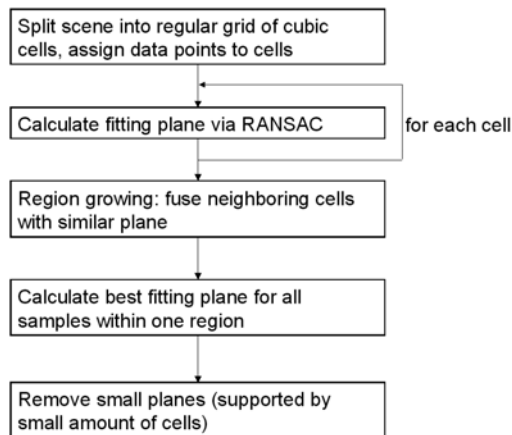 Split scene into regular grid of cubic
cells, assign data points to cells
Calculate fitting plane via RANSAC
for each cell
Region growing: fuse neighboring cells
with similar plane
Calculate best fitting plane for all
samples within one region
Remove small planes (supported by
small amount of cells)